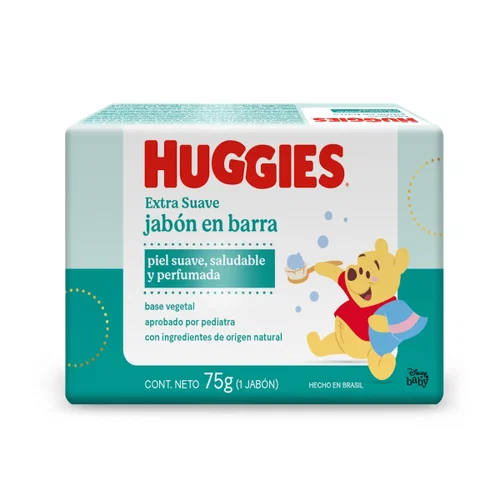 HUGGIES
Extra Suave
jabón en barra
piel suave, saludable
y perfumada
base vegetal
aprobado por pediatra
con ingredientes de origen natural
CONT. NETO 75g (1 JABÓN)
HECHO EN BRASIL
Disney
baby